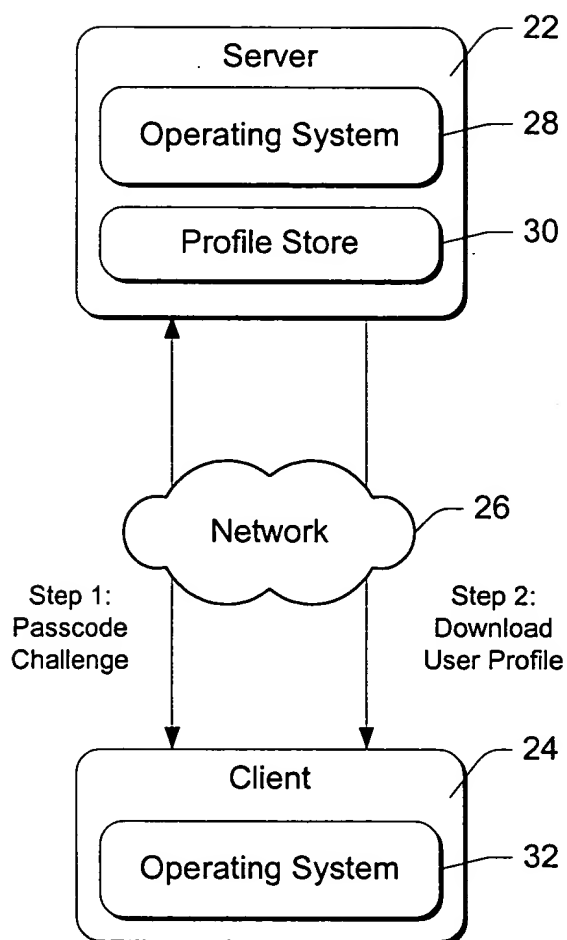 22
Server
Operating System
28
Profile Store
30
Network
26
Step 1:
Passcode
Challenge
Step 2:
Download
User Profile
24
Client
Operating System
32